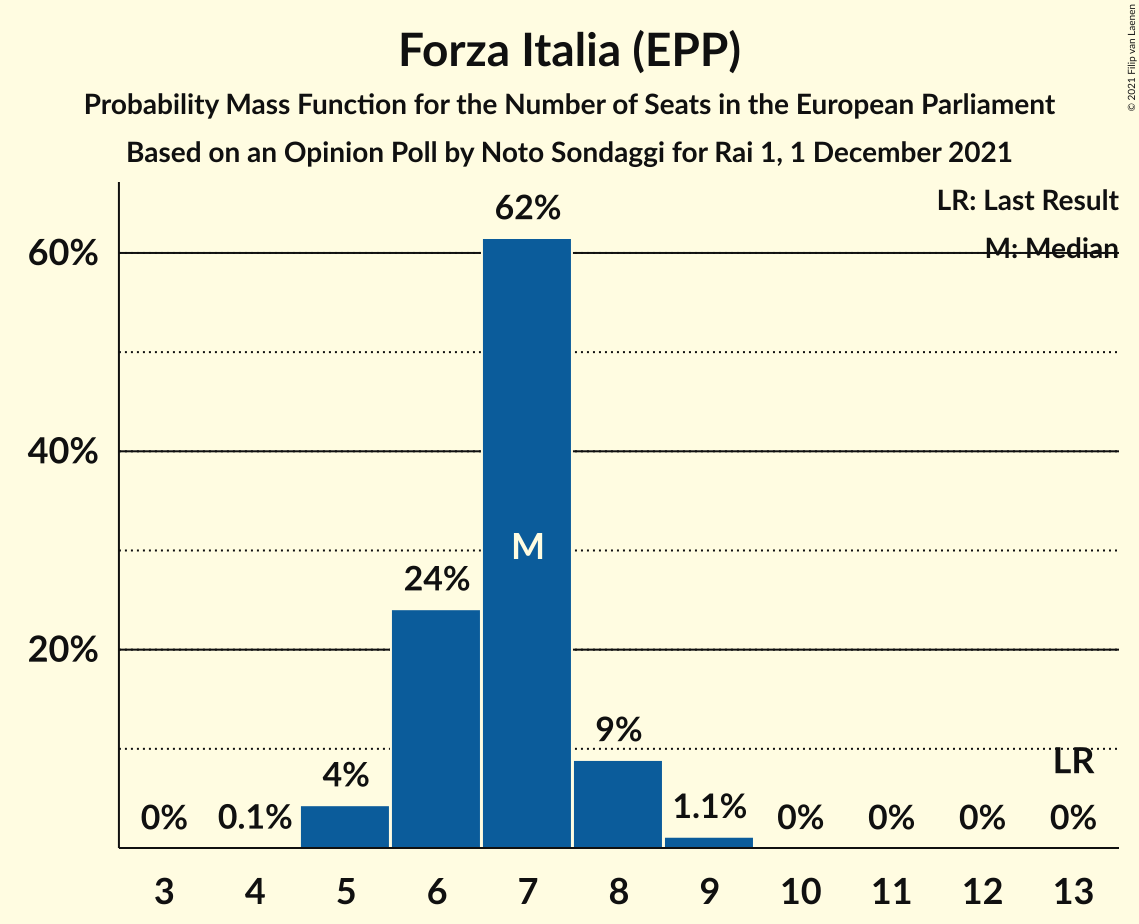 Forza Italia (EPP)
Probability Mass Function for the Number of Seats in the European Parliament
Based on an Opinion Poll by Noto Sondaggi for Rai 1, 1 December 2021
© 2021 Filip van Laenen
LR: Last Result
M: Median
60%
40%
20%
0%
0.1%
4%
24%
62%
M
9%
1.1%
0%
0%
0%
LR
0%
3 4 5 6 7 8 9 10 11 12 13